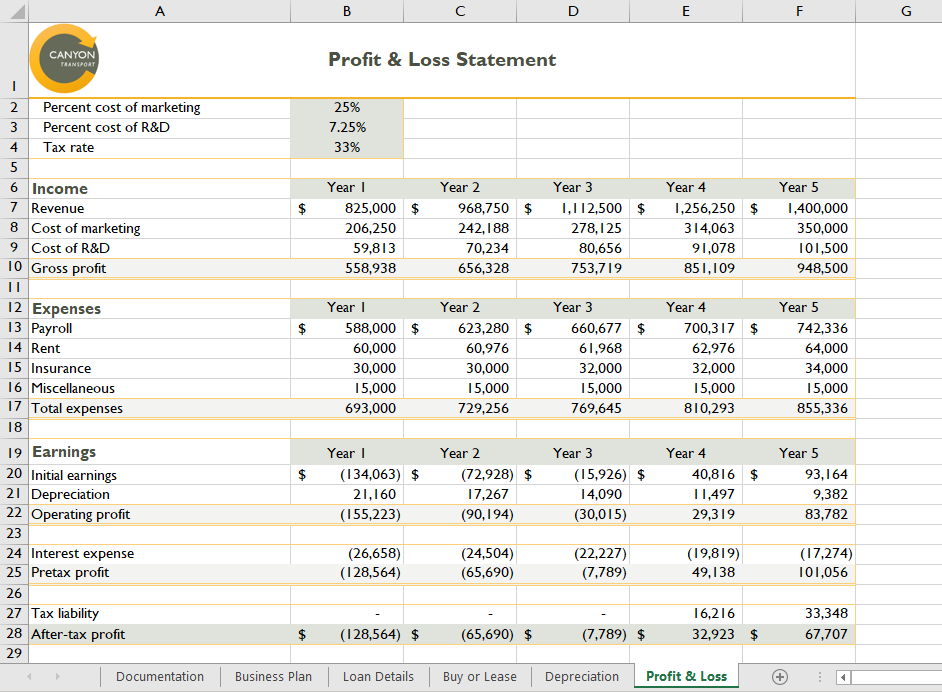 A B C D E F G
CANYON
TRANSPORT
1 Profit & Loss Statement
2 Percent cost of marketing 25%
3 Percent cost of R&D 7.25%
4 Tax rate 33%
5
6 Income Year 1 Year 2 Year 3 Year 4 Year 5
7 Revenue $ 825,000 $ 968,750 $ 1,112,500 $ 1,256,250 $ 1,400,000
8 Cost of marketing 206,250 242,188 278,125 314,063 350,000
9 Cost of R&D 59,813 70,234 80,656 91,078 101,500
10 Gross profit 558,938 656,328 753,719 851,109 948,500
11
12 Expenses Year 1 Year 2 Year 3 Year 4 Year 5
13 Payroll $ 588,000 $ 623,280 $ 660,677 $ 700,317 $ 742,336
14 Rent 60,000 60,976 61,968 62,976 64,000
15 Insurance 30,000 30,000 32,000 32,000 34,000
16 Miscellaneous 15,000 15,000 15,000 15,000 15,000
17 Total expenses 693,000 729,256 769,645 810,293 855,336
18
19 Earnings Year 1 Year 2 Year 3 Year 4 Year 5
20 Initial earnings $ (134,063) $ (72,928) $ (15,926) $ 40,816 $ 93,164
21 Depreciation 21,160 17,267 14,090 11,497 9,382
22 Operating profit (155,223) (90,194) (30,015) 29,319 83,782
23
24 Interest expense (26,658) (24,504) (22,227) (19,819) (17,274)
25 Pretax profit (128,564) (65,690) (7,789) 49,138 101,056
26
27 Tax liability - - - 16,216 33,348
28 After-tax profit $ (128,564) $ (65,690) $ (7,789) $ 32,923 $ 67,707
29
Documentation Business Plan Loan Details Buy or Lease Depreciation Profit & Loss